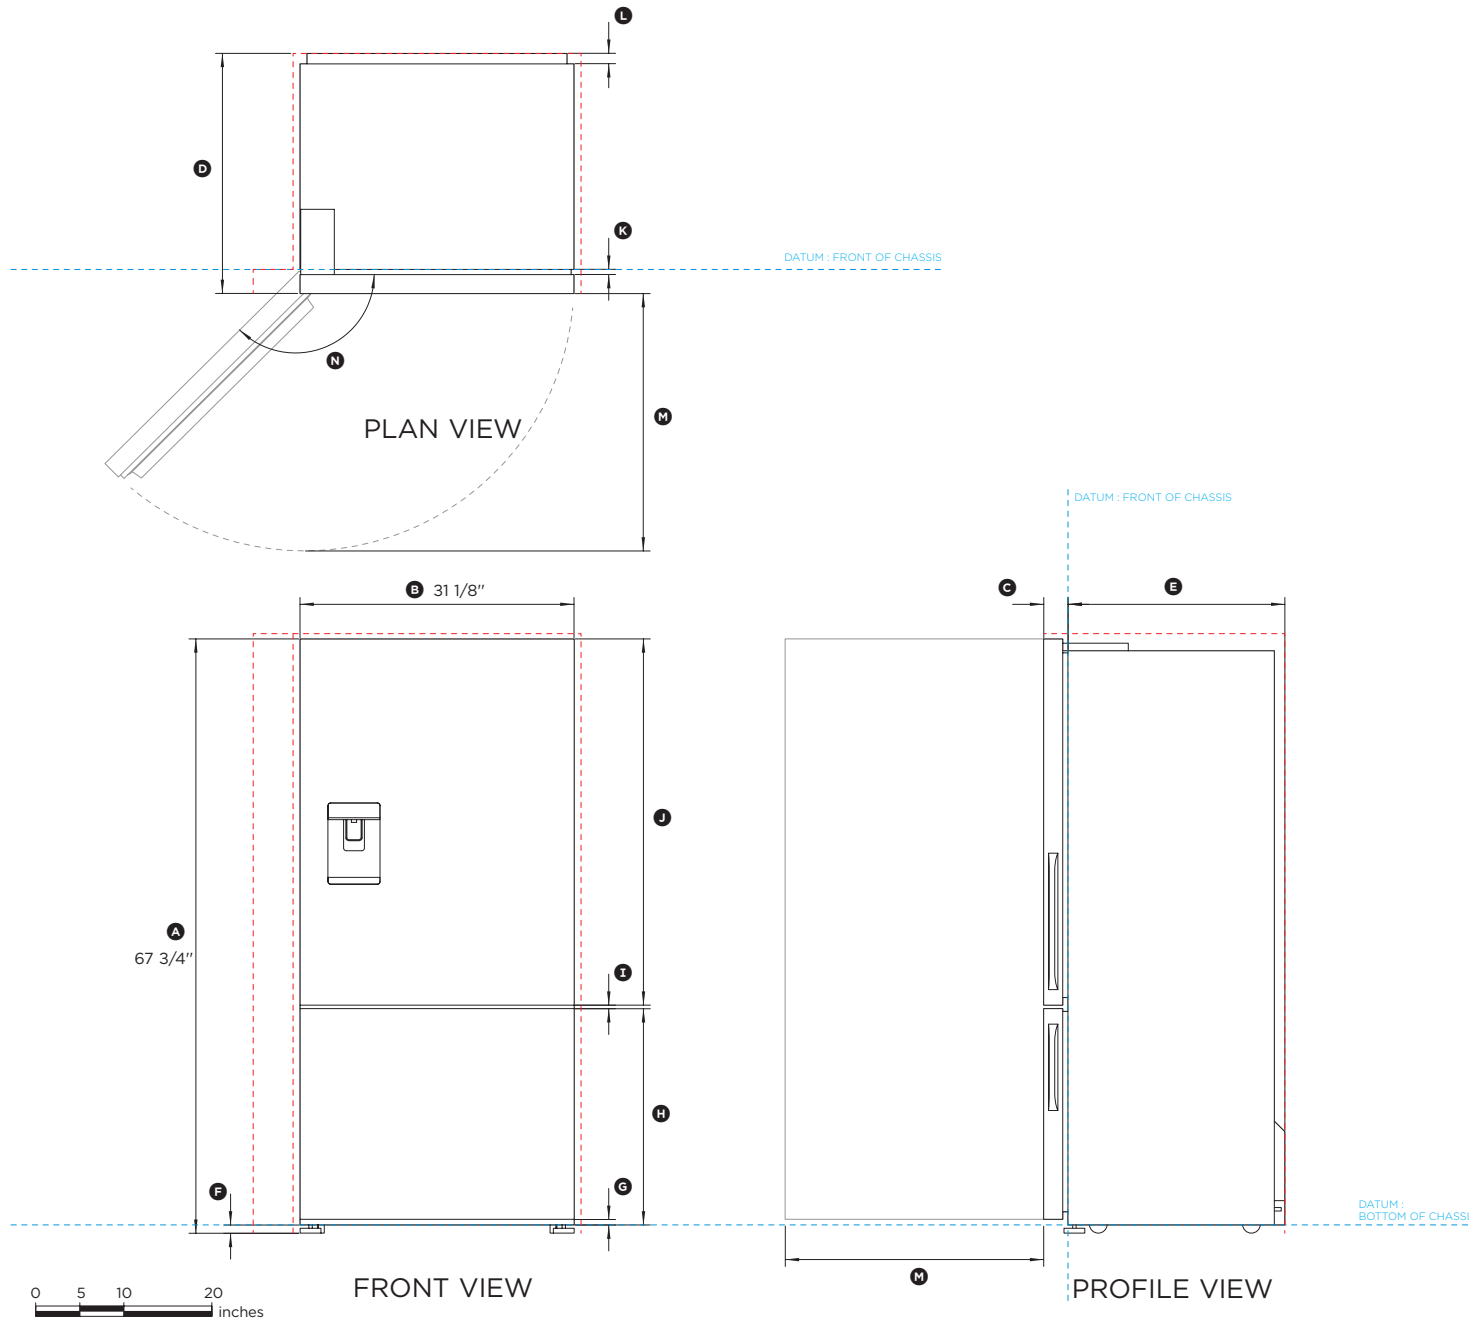 L
D
K
DATUM : FRONT OF CHASSIS
N
M
PLAN VIEW
DATUM : FRONT OF CHASSIS
B 31 1/8"
C
E
J
A
67 3/4"
I
H
F
G
DATUM :
BOTTOM OF CHASSI
M
FRONT VIEW
PROFILE VIEW
0 5 10 20
inches